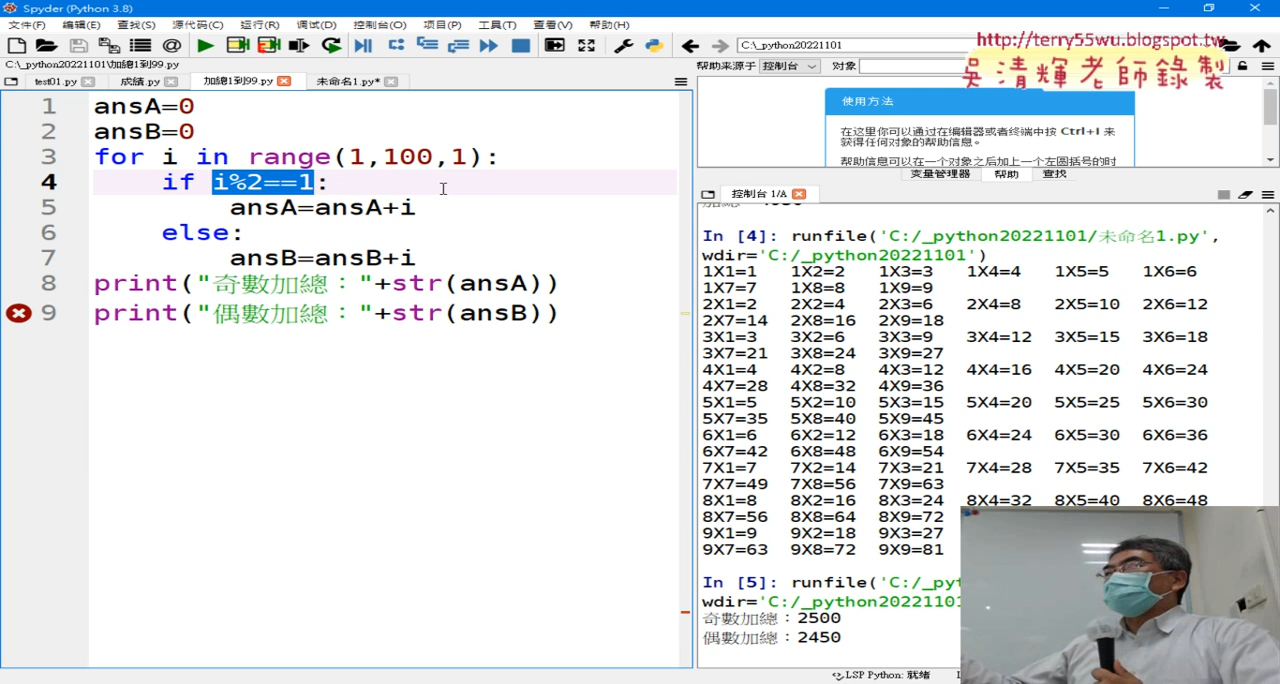 Spyder (Python 3.8)
文件(F) 编辑(E) 查找(S) 源代码(C) 运行(R) 调试(D) 控制台(O) 项目(P) 工具(T) 查看(V) 帮助(H)
C:\_python20221101
http://terry55wu.blogspot.tw
吳清輝老師錄製
C:\_python20221101\加總1到99.py
帮助来源于 控制台 对象
test01.py 成績.py 加總1到99.py 未命名1.py*
使用方法
在这里你可以通过在编辑器或者终端中按 Ctrl+I 来
获得任何对象的帮助信息。
帮助信息可以在一个对象之后加上一个左圆括号的时
变量管理器 帮助 查找
1 ansA=0
2 ansB=0
3 for i in range(1,100,1):
4 if i%2==1:
5 ansA=ansA+i
6 else:
7 ansB=ansB+i
8 print("奇數加總："+str(ansA))
9 print("偶數加總："+str(ansB))
控制台 1/A
In [4]: runfile('C:/_python20221101/未命名1.py',
wdir='C:/_python20221101')
1X1=1 1X2=2 1X3=3 1X4=4 1X5=5 1X6=6
1X7=7 1X8=8 1X9=9
2X1=2 2X2=4 2X3=6 2X4=8 2X5=10 2X6=12
2X7=14 2X8=16 2X9=18
3X1=3 3X2=6 3X3=9 3X4=12 3X5=15 3X6=18
3X7=21 3X8=24 3X9=27
4X1=4 4X2=8 4X3=12 4X4=16 4X5=20 4X6=24
4X7=28 4X8=32 4X9=36
5X1=5 5X2=10 5X3=15 5X4=20 5X5=25 5X6=30
5X7=35 5X8=40 5X9=45
6X1=6 6X2=12 6X3=18 6X4=24 6X5=30 6X6=36
6X7=42 6X8=48 6X9=54
7X1=7 7X2=14 7X3=21 7X4=28 7X5=35 7X6=42
7X7=49 7X8=56 7X9=63
8X1=8 8X2=16 8X3=24 8X4=32 8X5=40 8X6=48
8X7=56 8X8=64 8X9=72
9X1=9 9X2=18 9X3=27
9X7=63 9X8=72 9X9=81
In [5]: runfile('C:/_pyt
wdir='C:/_python20221101
奇數加總：2500
偶數加總：2450
LSP Python: 就绪